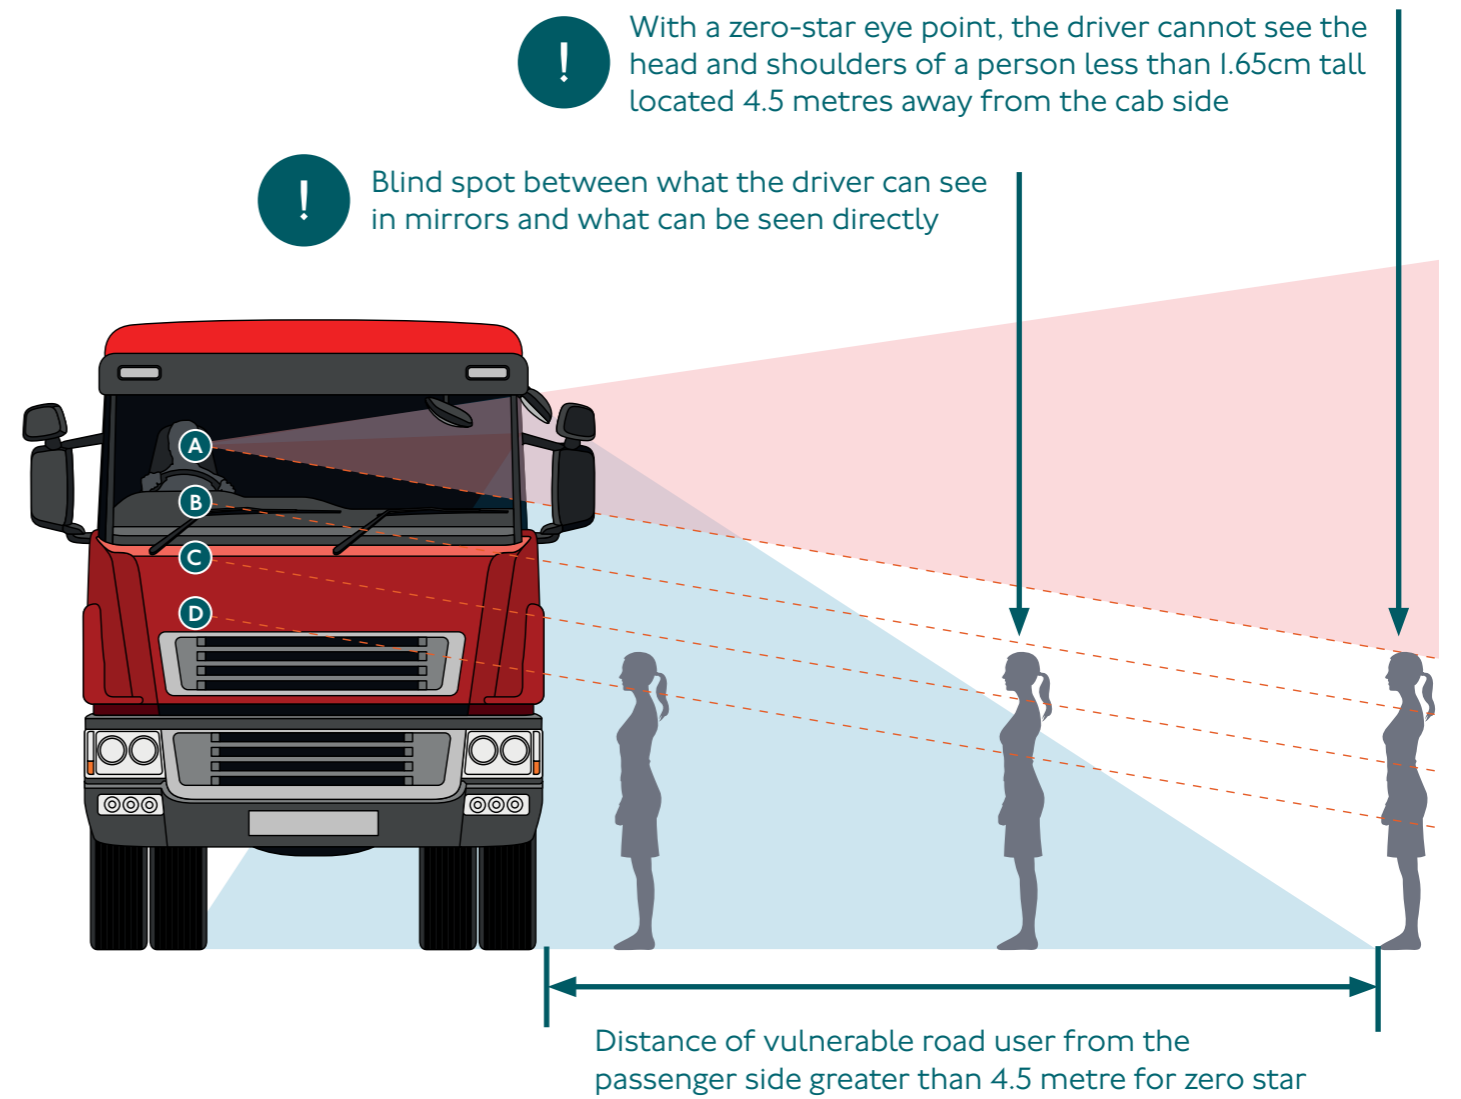 !
With a zero-star eye point, the driver cannot see the
head and shoulders of a person less than 1.65cm tall
located 4.5 metres away from the cab side
!
Blind spot between what the driver can see
in mirrors and what can be seen directly
A
B
C
D
Distance of vulnerable road user from the
passenger side greater than 4.5 metre for zero star